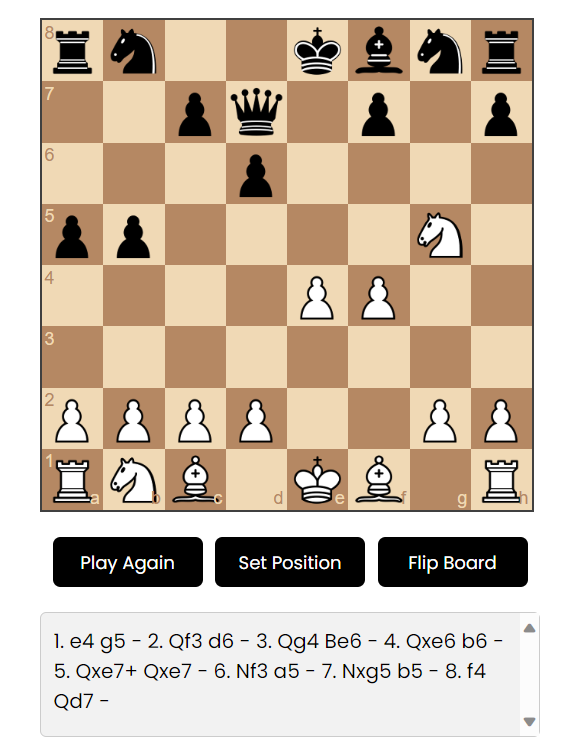 8
7
6
5
4
3
2
1 a b c d e f g h
Play Again Set Position Flip Board
1. e4 g5 - 2. Qf3 d6 - 3. Qg4 Be6 - 4. Qxe6 b6 -
5. Qxe7+ Qxe7 - 6. Nf3 a5 - 7. Nxg5 b5 - 8. f4
Qd7 -